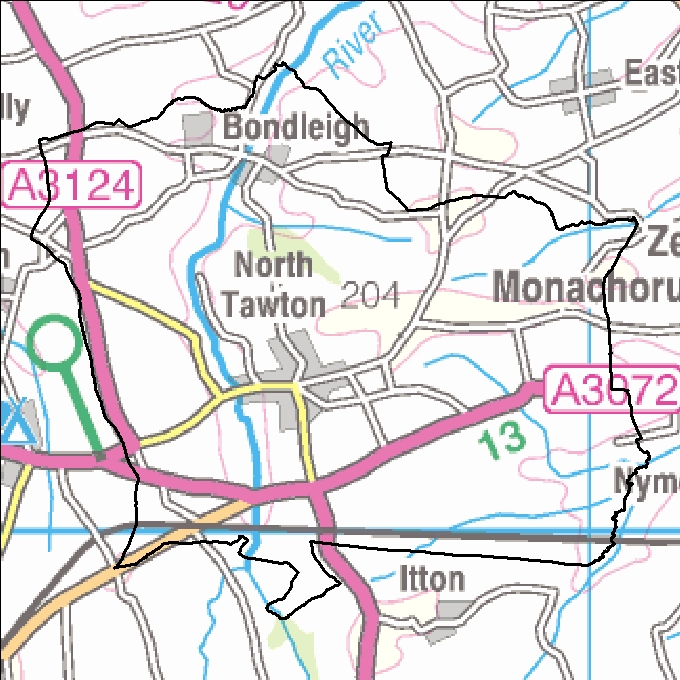 River
East
lly
Bondleigh
A3124
Ze
North
Tawton
204
Monachoru
A3072
13
Nym
Itton